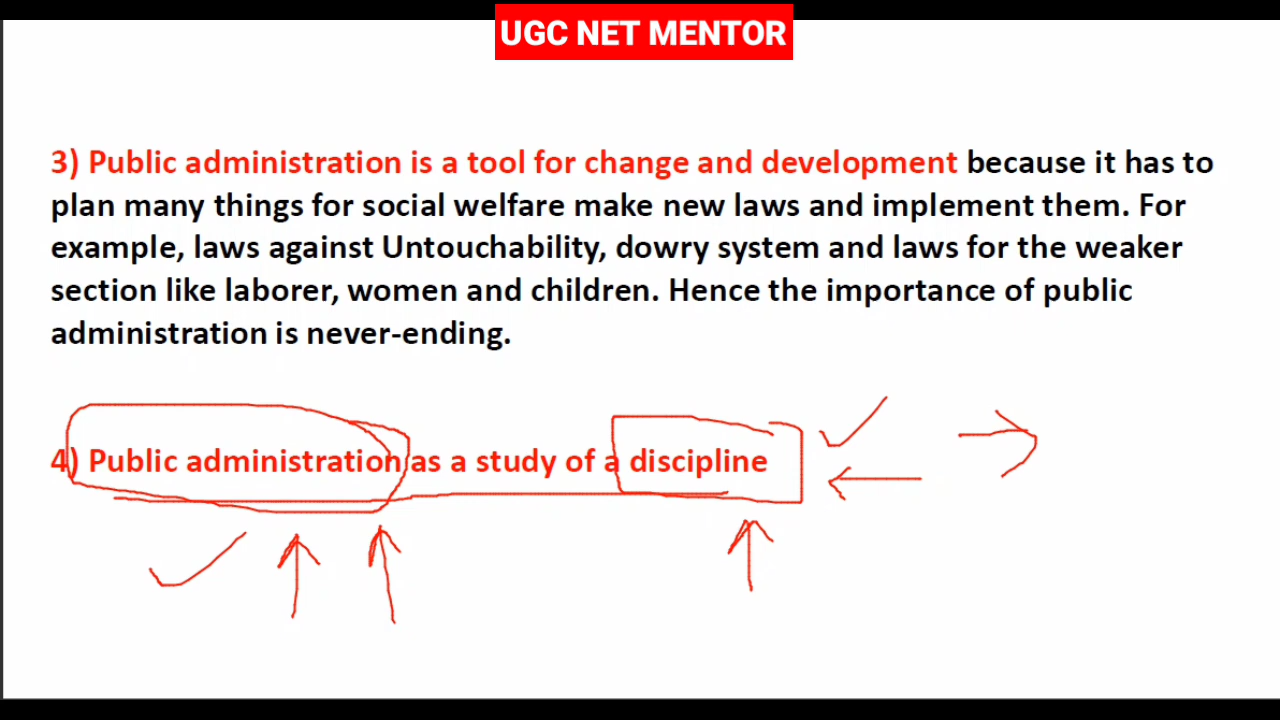 UGC NET MENTOR
3) Public administration is a tool for change and development because it has to
plan many things for social welfare make new laws and implement them. For
example, laws against Untouchability, dowry system and laws for the weaker
section like laborer, women and children. Hence the importance of public
administration is never-ending.
4) Public administration as a study of a discipline